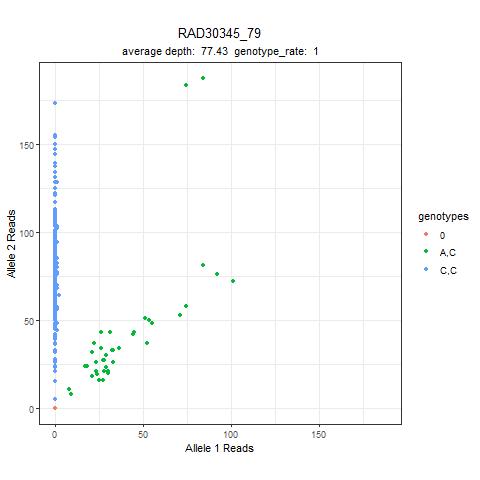 RAD30345_79
average depth: 77.43 genotype_rate: 1
Allele 2 Reads
150
100
50
0
0 50 100 150
Allele 1 Reads
genotypes
0
A,C
C,C